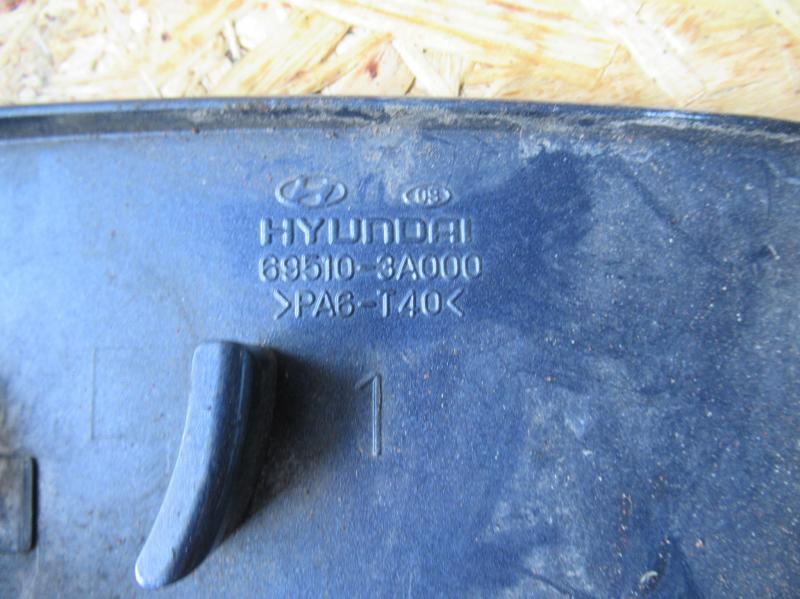 HYUNDAI
69510-3A000
>PA6-T40<
1